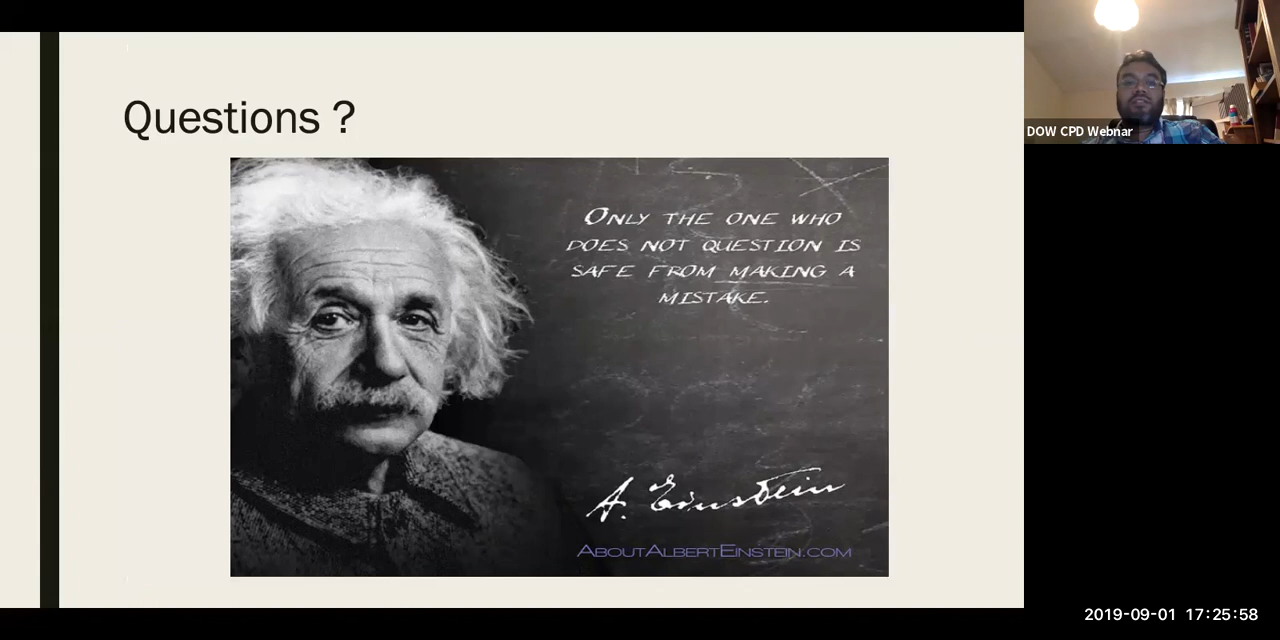 Questions ?
DOW CPD Webnar
ONLY THE ONE WHO
DOES NOT QUESTION IS
SAFE FROM MAKING A
MISTAKE.
A. Einstein
ABOUTALBERTEINSTEIN.COM
2019-09-01 17:25:58